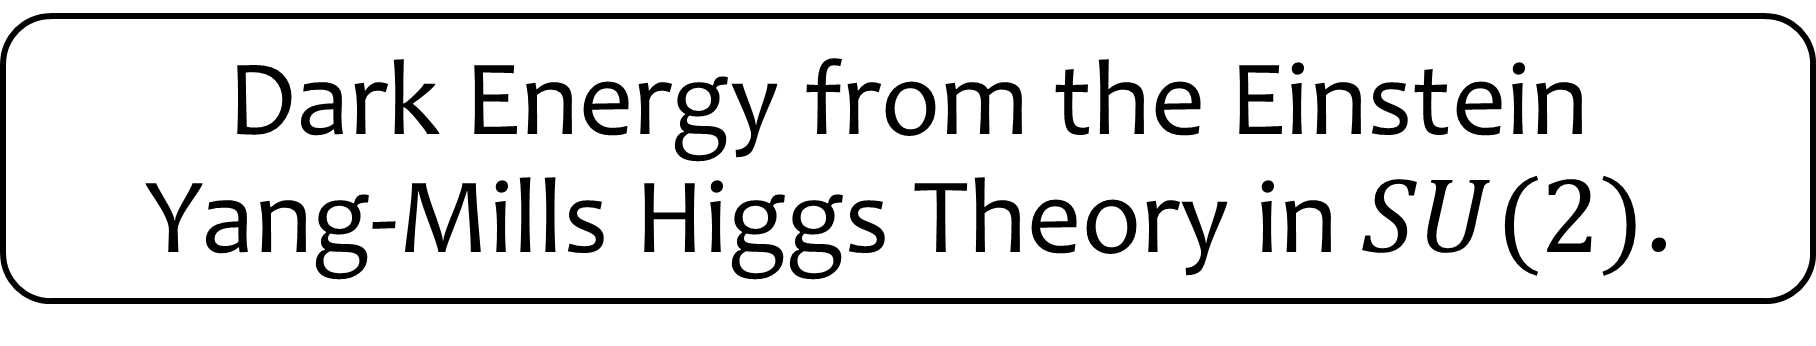 Dark Energy from the Einstein
Yang-Mills Higgs Theory in SU(2).